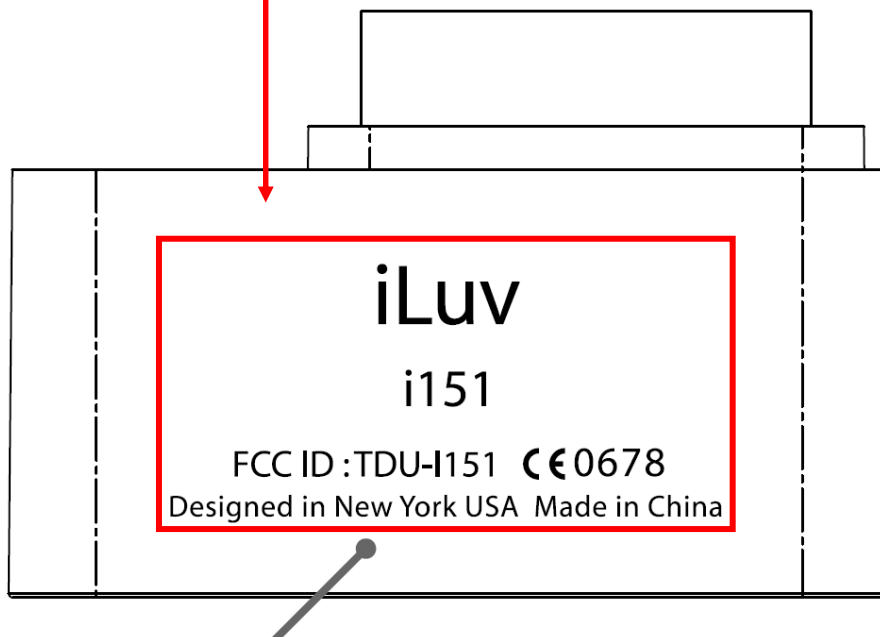 iLuv
i151
FCC ID : TDU-I151 CE0678
Designed in New York USA Made in China